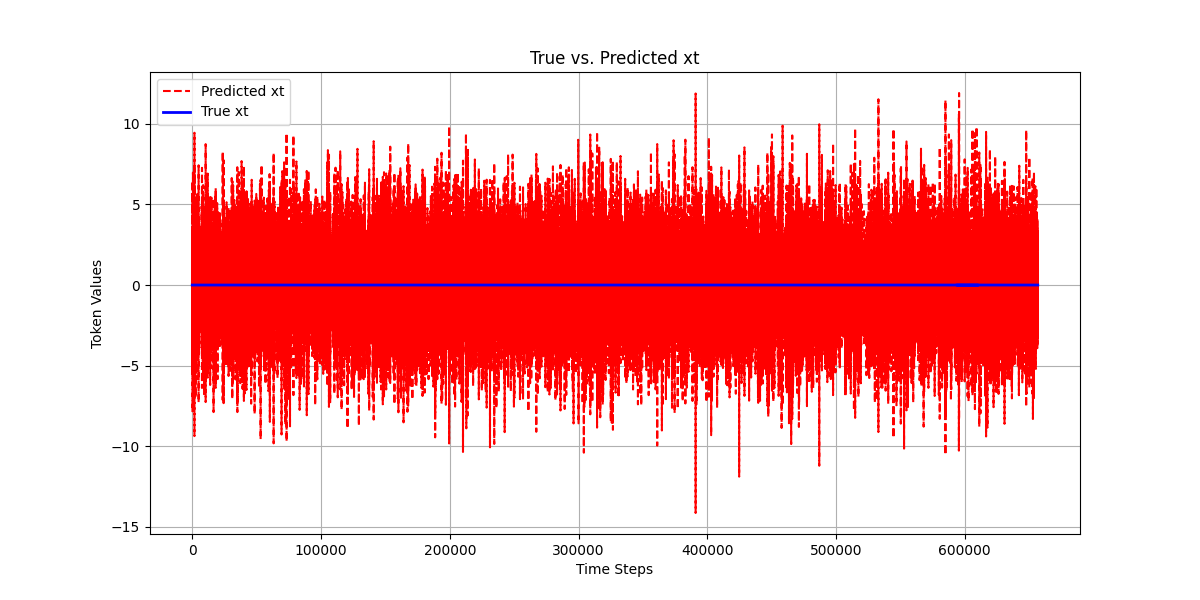 True vs. Predicted xt
Predicted xt
True xt
10
5
0
−5
−10
−15
Token Values
0 100000 200000 300000 400000 500000 600000
Time Steps